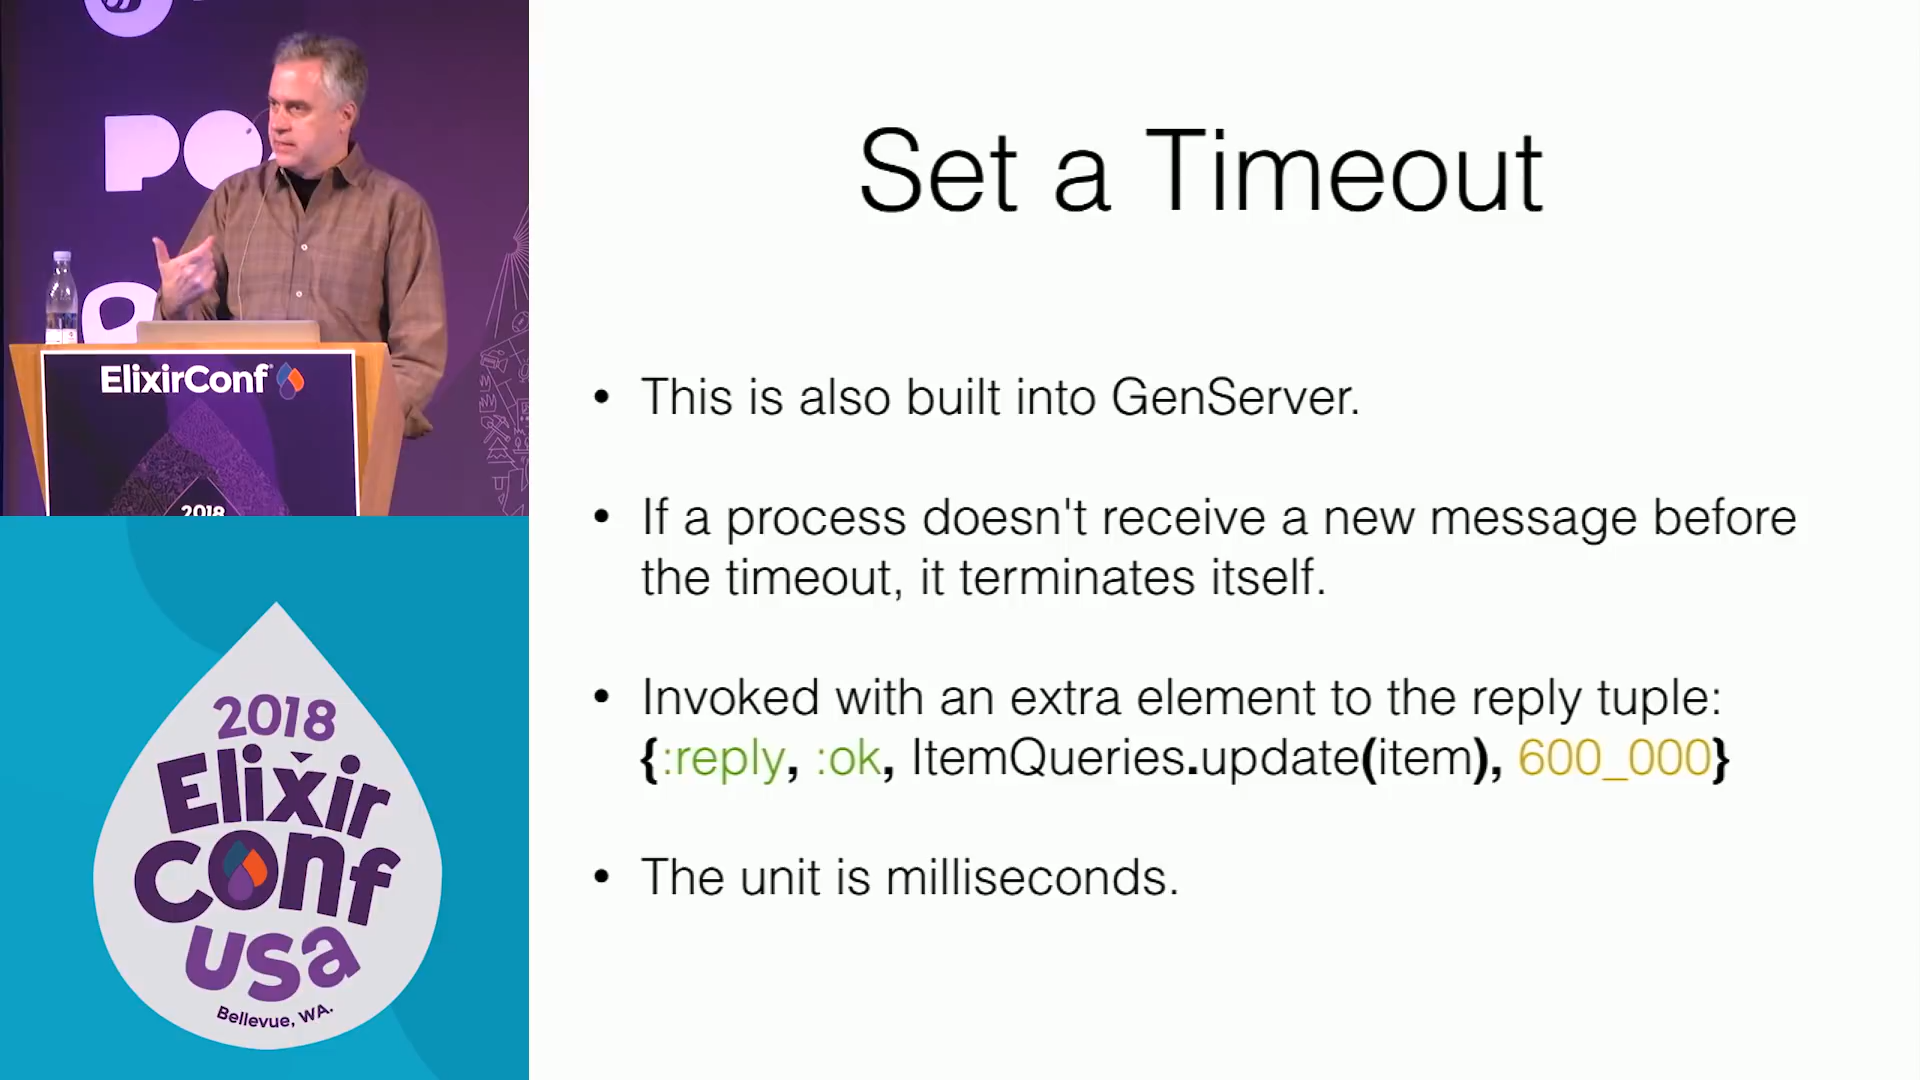 PO
ElixirConf
2018
2018
Elixir
Conf
USA
Bellevue, WA.
Set a Timeout
• This is also built into GenServer.
• If a process doesn't receive a new message before
the timeout, it terminates itself.
• Invoked with an extra element to the reply tuple:
{:reply, :ok, ItemQueries.update(item), 600_000}
• The unit is milliseconds.